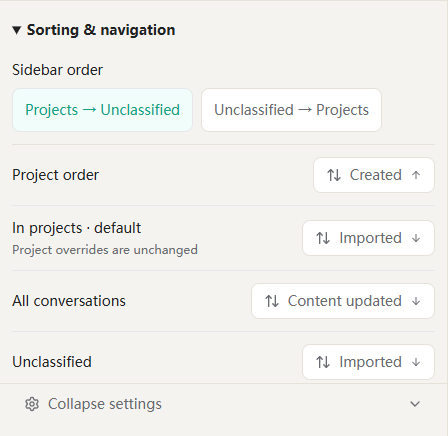 Sorting & navigation
Sidebar order
Projects → Unclassified
Unclassified → Projects
Project order
Created ↑
In projects · default
Project overrides are unchanged
Imported ↓
All conversations
Content updated ↓
Unclassified
Imported ↓
Collapse settings